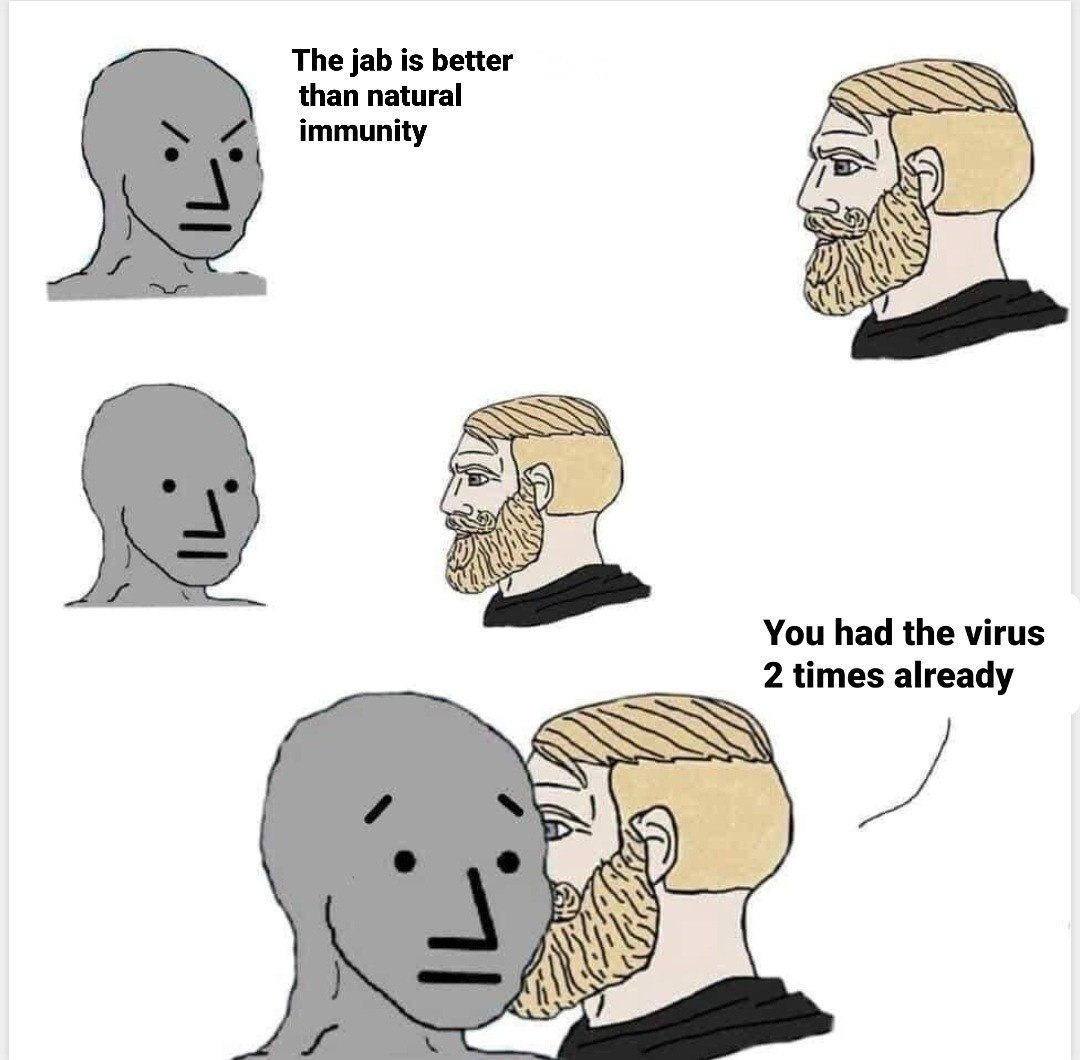 The jab is better
than natural
immunity
You had the virus
2 times already